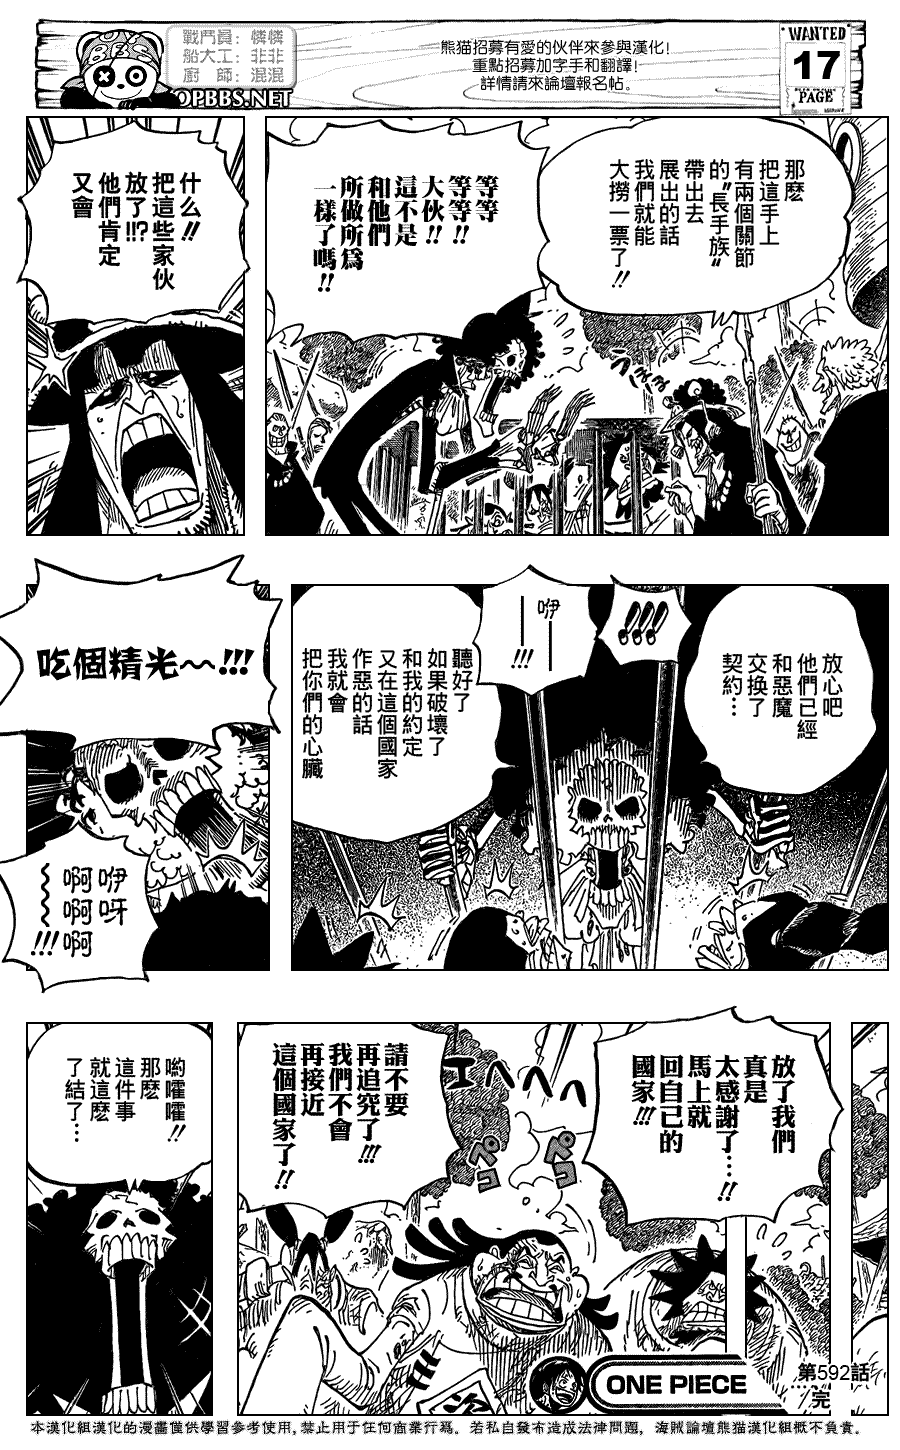 戰鬥員：憐憐
船大工：非非
廚　師：混混
OPBBS.NET
熊猫招募有愛的伙伴來參與漢化！
重點招募加字手和翻譯！
詳情請來論壇報名帖。
WANTED
17
PAGE
那麼
把這手上
有兩個關節
的〝長手族〞
帶出去
展出的話
我們就能
大撈一票了!!
等等
等等!!
大伙!!
這不是
和他們
所做所為
一樣了嗎!!
什么!!
把這些家伙
放了!!?
他們肯定
又會
放心吧
他們已經
和惡魔
交換了
契約…
!!!!
咿——!!!
聽好了
如果破壞了
和我的約定
又在這個國家
作惡的話
我就會
把你們的心臟
吃個精光~~!!!
咿呀
啊啊啊
~~!!!
放了我們
真是
太感謝了…!!
馬上就
回自己的
國家!!!
ペコ
ペコ
エヘヘヘ
請不要
再追究了!!!
我們不會
再接近
這個國家了!!
喲嚯嚯!!
那麼
這件事
就這麽
了結了…
ONE PIECE
第592話
完
本漢化組漢化的漫畫僅供學習參考使用,禁止用于任何商業行爲。若私自發布造成法律問題，海賊論壇熊猫漢化組概不負責。